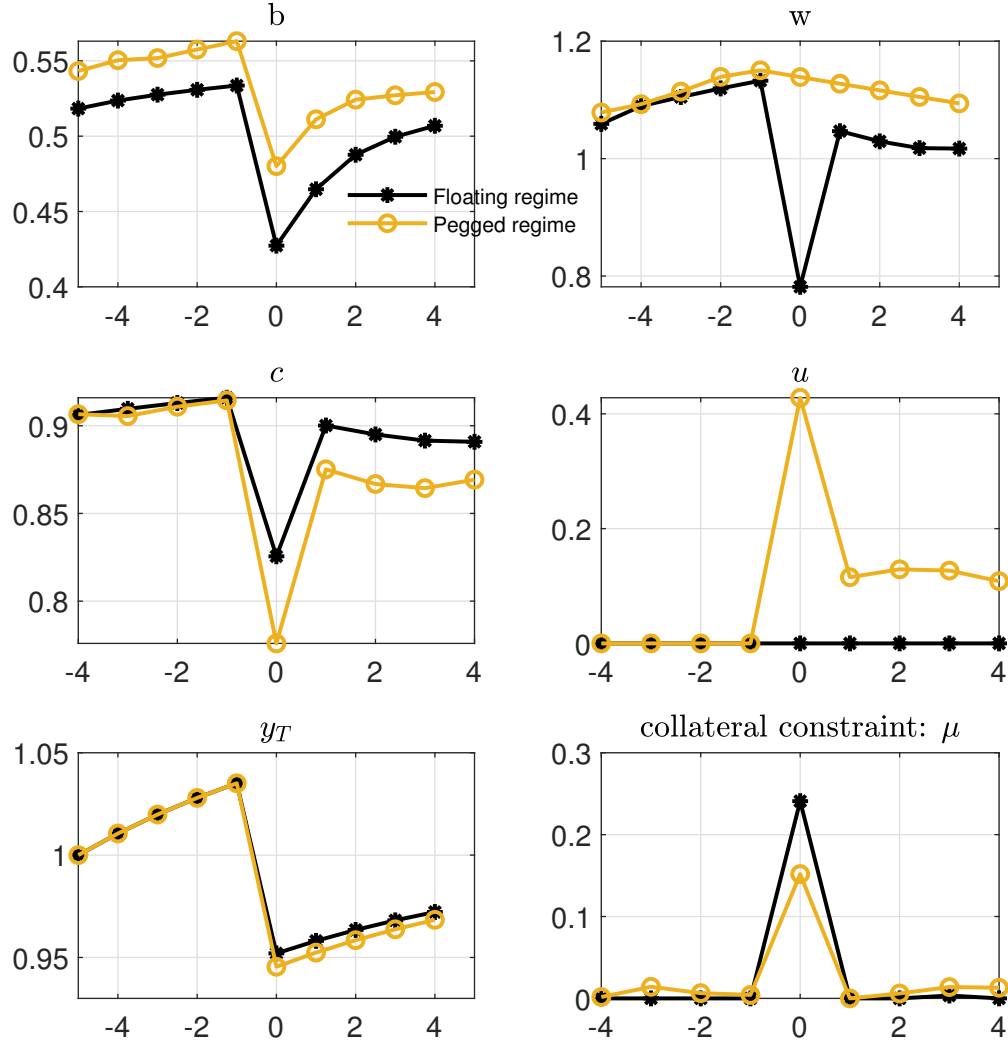 b
0.55
0.5
0.45
0.4
-4 -2 0 2 4
Floating regime
Pegged regime
w
1.2
1
0.8
-4 -2 0 2 4
c
0.9
0.85
0.8
-4 -2 0 2 4
u
0.4
0.2
0
-4 -2 0 2 4
y_T
1.05
1
0.95
-4 -2 0 2 4
collateral constraint: μ
0.3
0.2
0.1
0
-4 -2 0 2 4